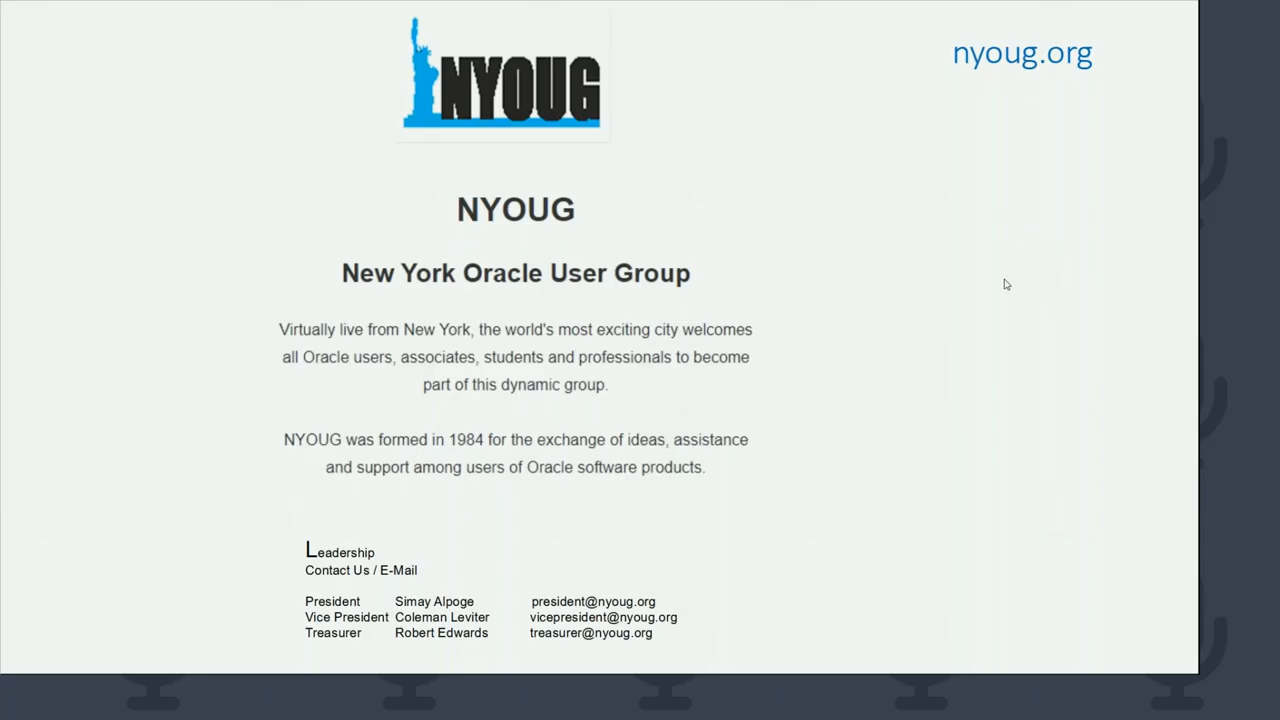 NYOUG
nyoug.org
NYOUG
New York Oracle User Group
Virtually live from New York, the world's most exciting city welcomes
all Oracle users, associates, students and professionals to become
part of this dynamic group.
NYOUG was formed in 1984 for the exchange of ideas, assistance
and support among users of Oracle software products.
Leadership
Contact Us / E-Mail
President Simay Alpoge president@nyoug.org
Vice President Coleman Leviter vicepresident@nyoug.org
Treasurer Robert Edwards treasurer@nyoug.org